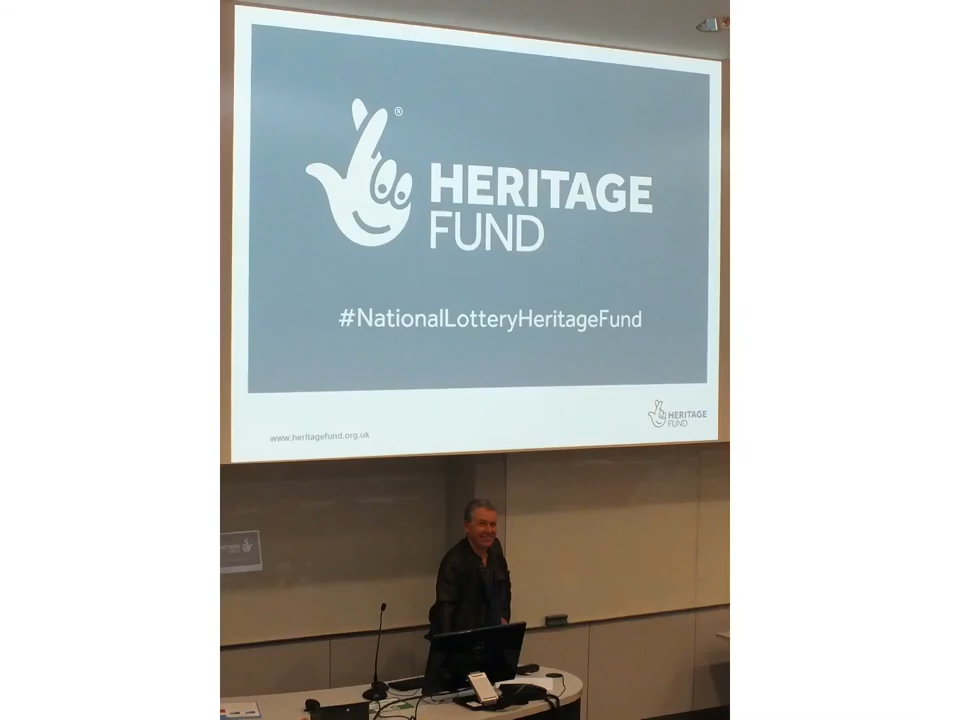 ®
HERITAGE
FUND
#NationalLotteryHeritageFund
www.heritagefund.org.uk
HERITAGE
FUND